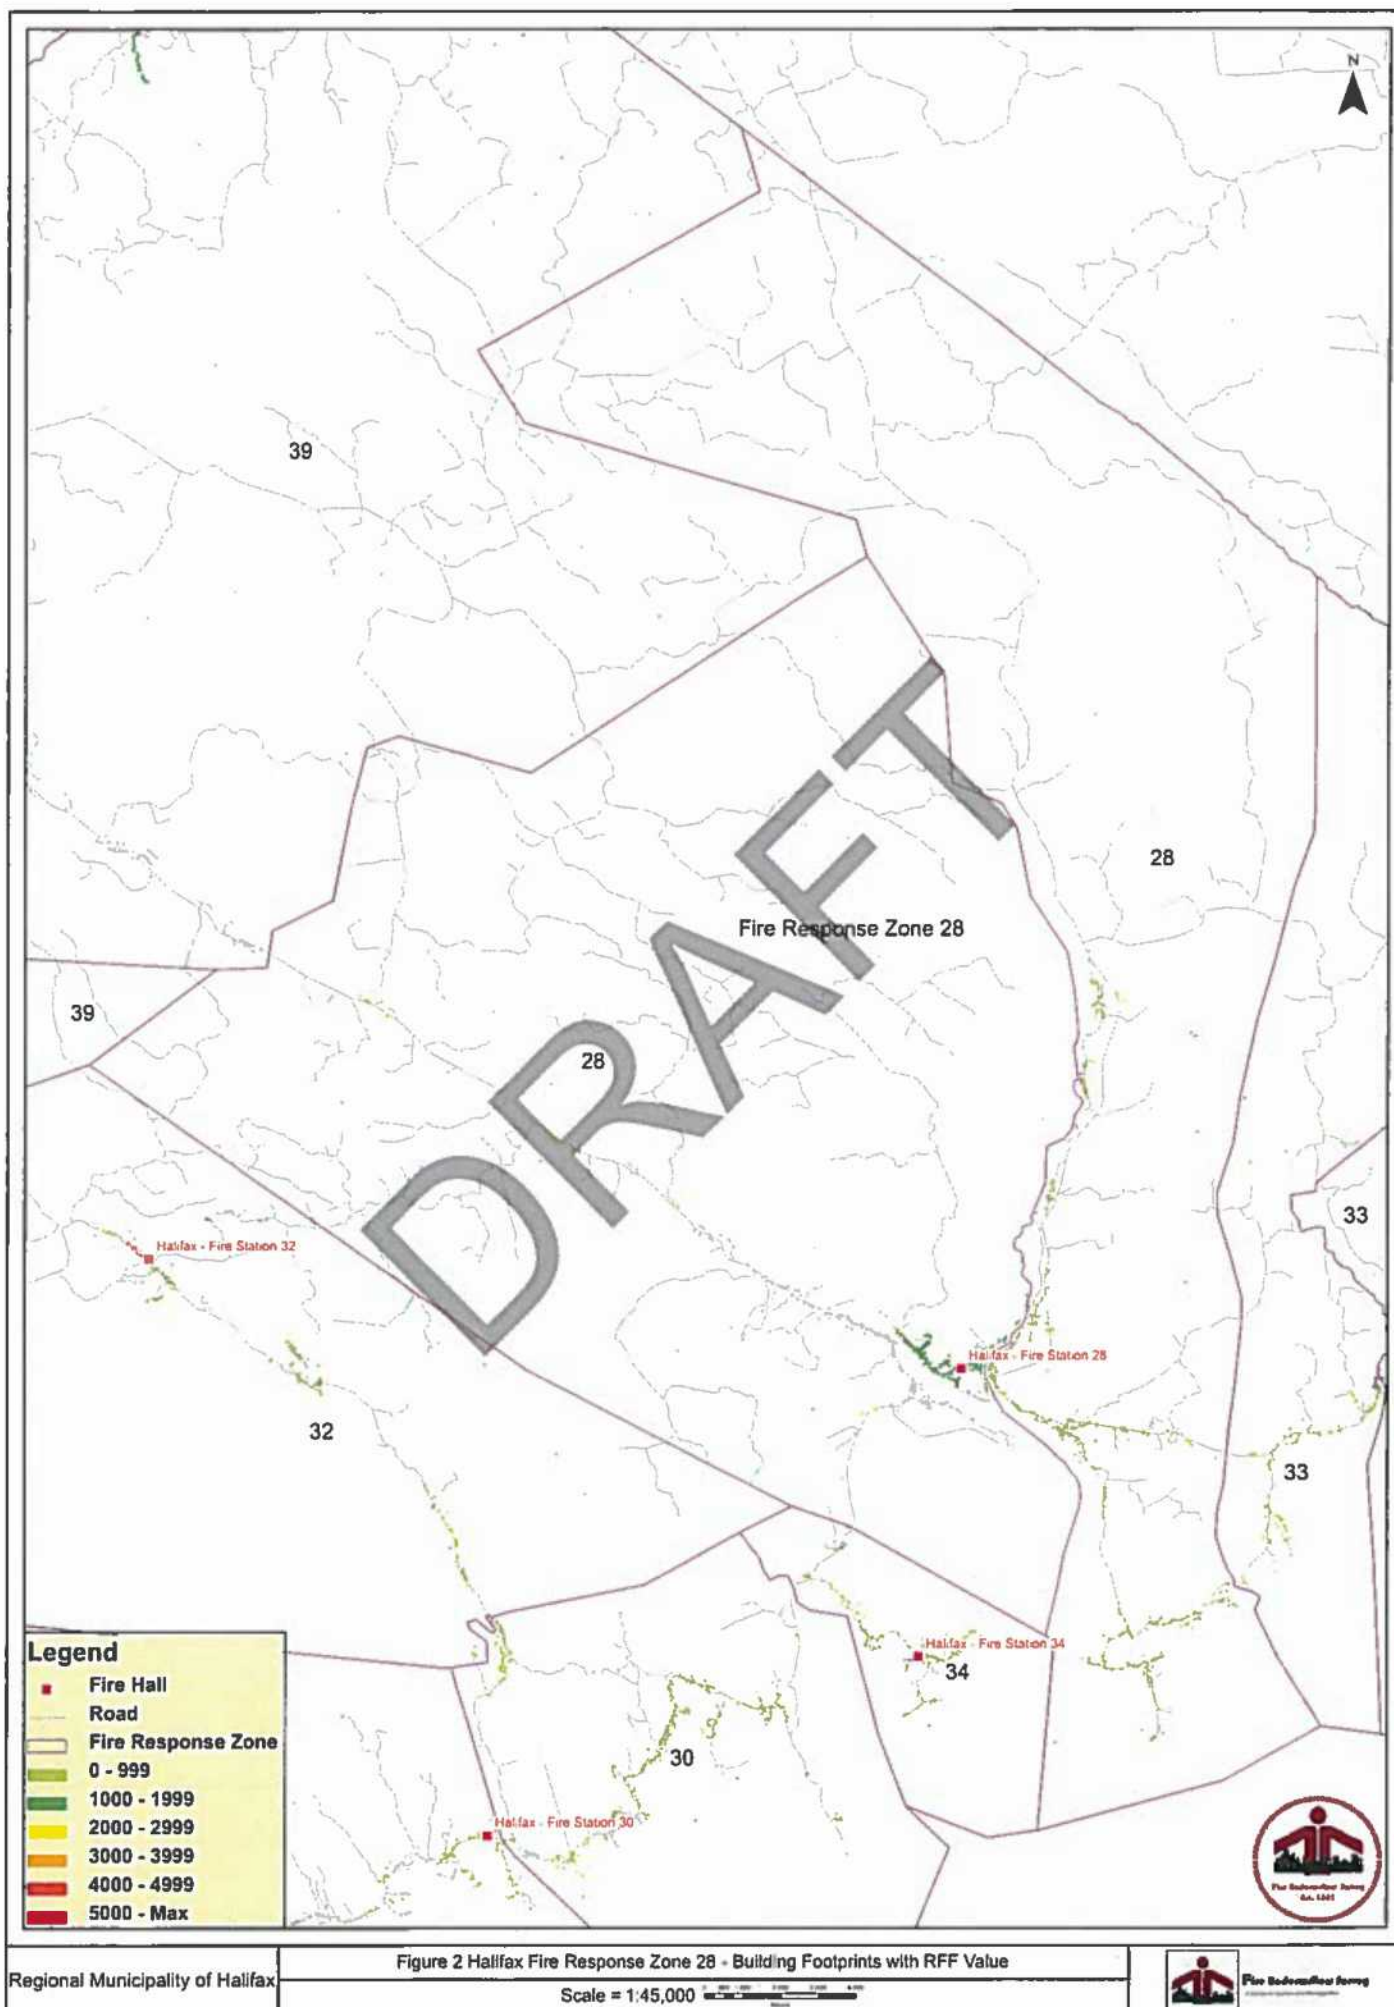 N
39
28
Fire Response Zone 28
39
28
DRAFT
33
Halifax - Fire Station 32
Halifax - Fire Station 28
32
33
Halifax - Fire Station 34
34
30
Halifax - Fire Station 30
Legend
Fire Hall
Road
Fire Response Zone
0 - 999
1000 - 1999
2000 - 2999
3000 - 3999
4000 - 4999
5000 - Max
Regional Municipality of Halifax
Figure 2 Halifax Fire Response Zone 28 - Building Footprints with RFF Value
Scale = 1:45,000
Fire Underwriters Survey